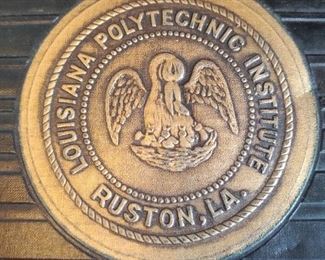 LOUISIANA POLYTECHNIC INSTITUTE
RUSTON, LA.